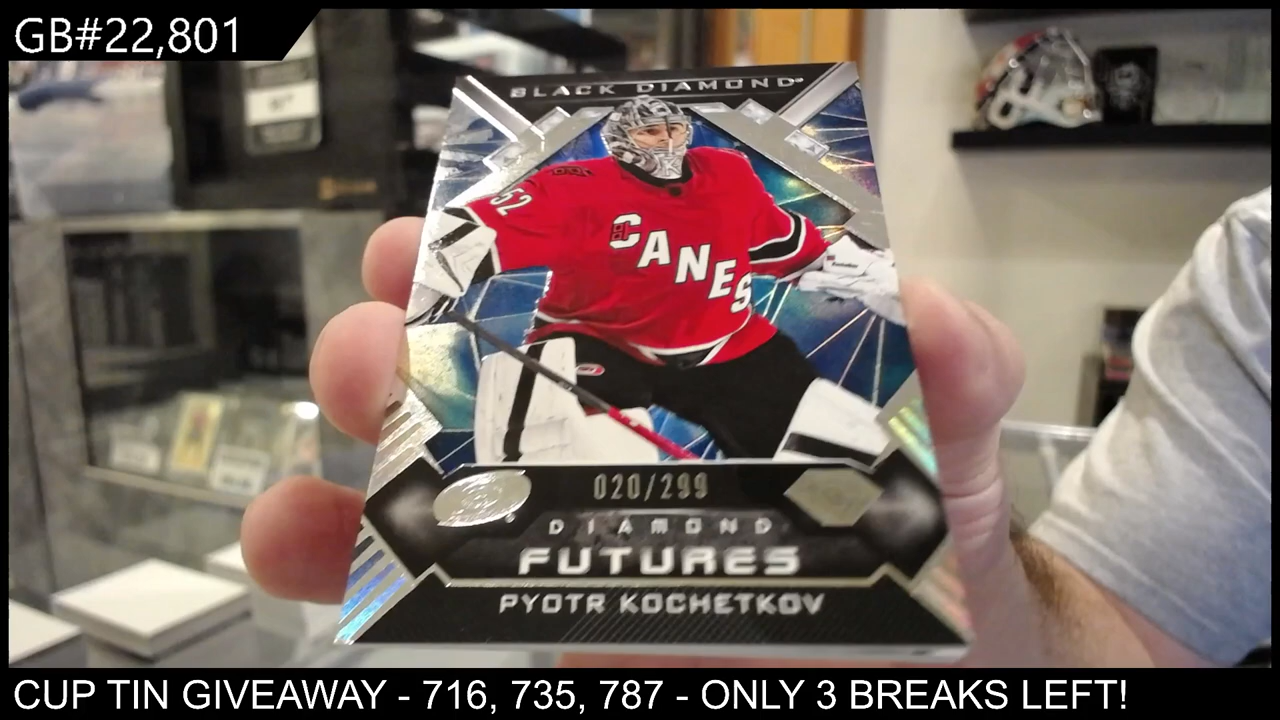 GB#22,801
BLACK DIAMOND
52
CANES
020/299
DIAMOND
FUTURES
PYOTR KOCHETKOV
CUP TIN GIVEAWAY - 716, 735, 787 - ONLY 3 BREAKS LEFT!